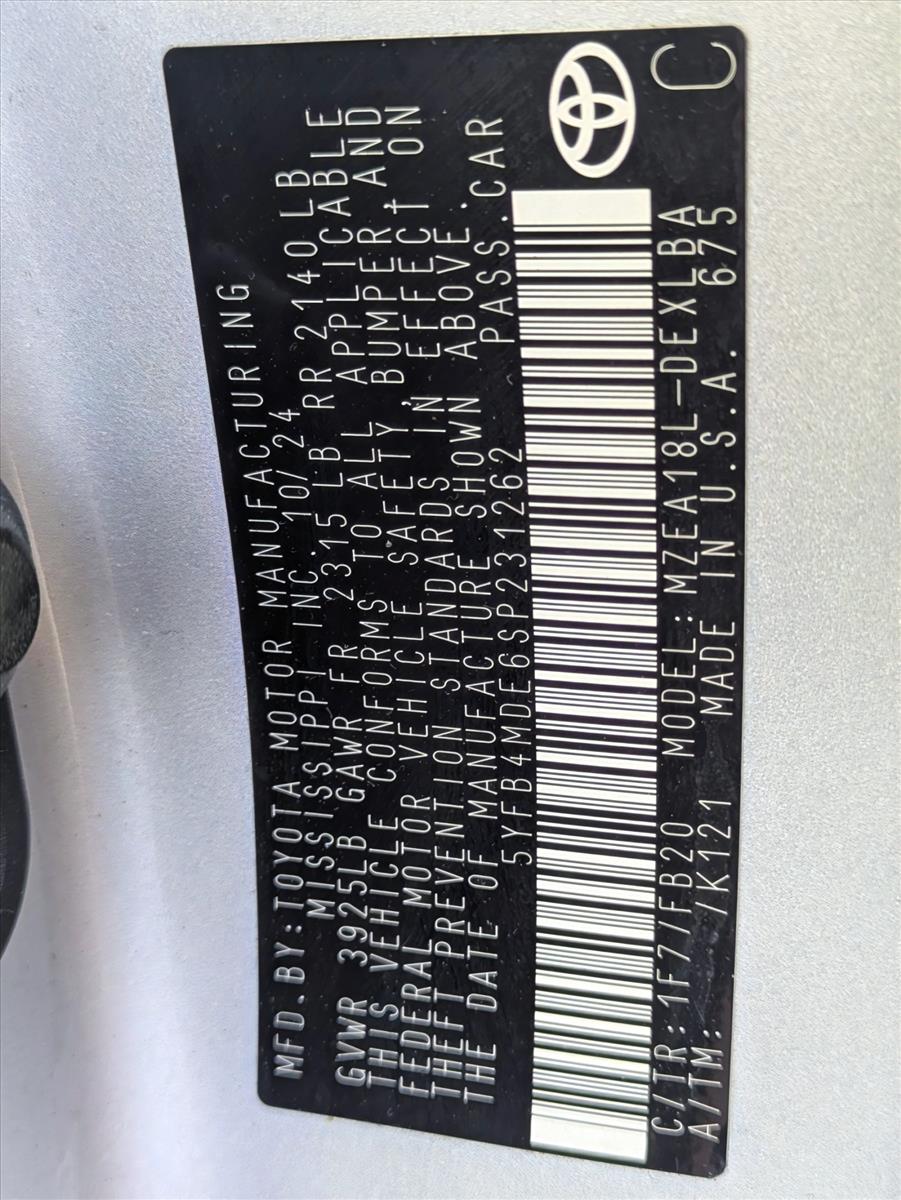 MFD.BY:TOYOTA MOTOR MANUFACTURING
MISSISSIPPI INC. 10/24
GVWR 3925LB GAWR FR 2315 LB RR 2140LB
THIS VEHICLE CONFORMS TO ALL APPLICABLE
FEDERAL MOTOR VEHICLE SAFETY, BUMPER, AND
THEFT PREVENTION STANDARDS IN EFFECT ON
THE DATE OF MANUFACTURE SHOWN ABOVE.
5YFB4MDE6SP231262 PASS.CAR
C/TR:1F7/FB20 MODEL:MZEA18L-DEXLBA
A/TM: /K121 MADE IN U.S.A. 675
C